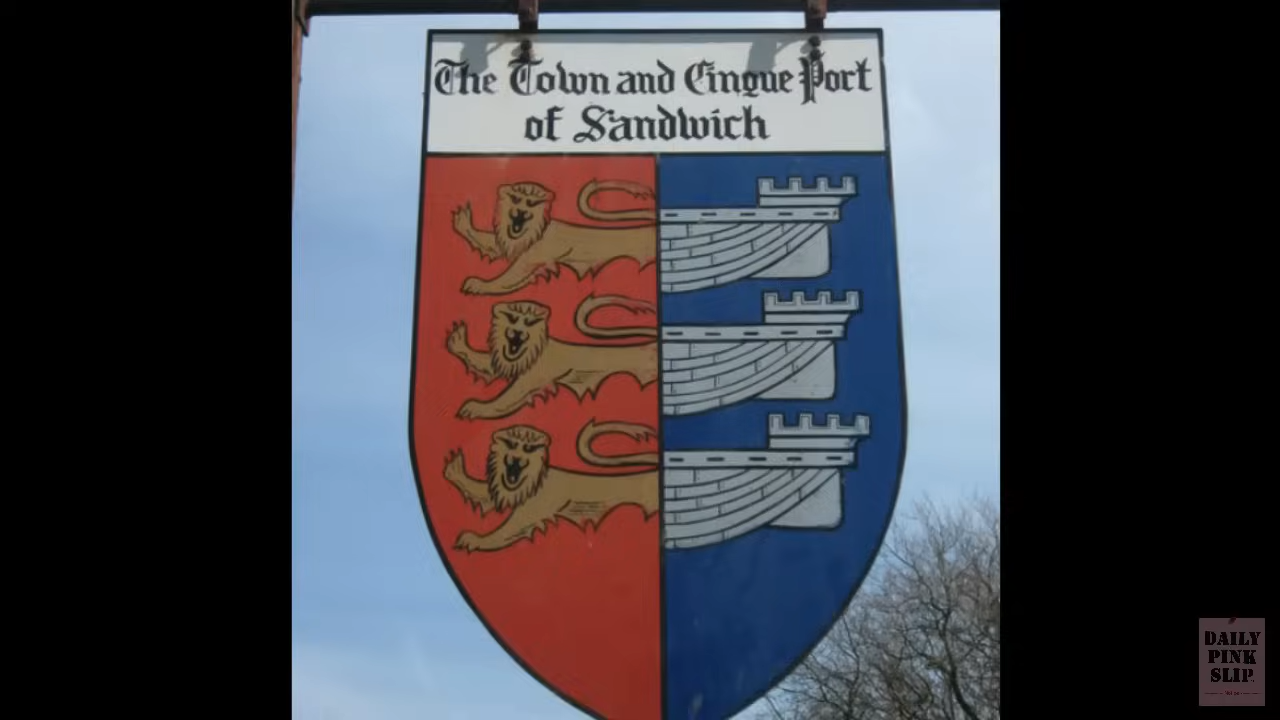 The Town and Cinque Port
of Sandwich
DAILY
PINK
SLIP